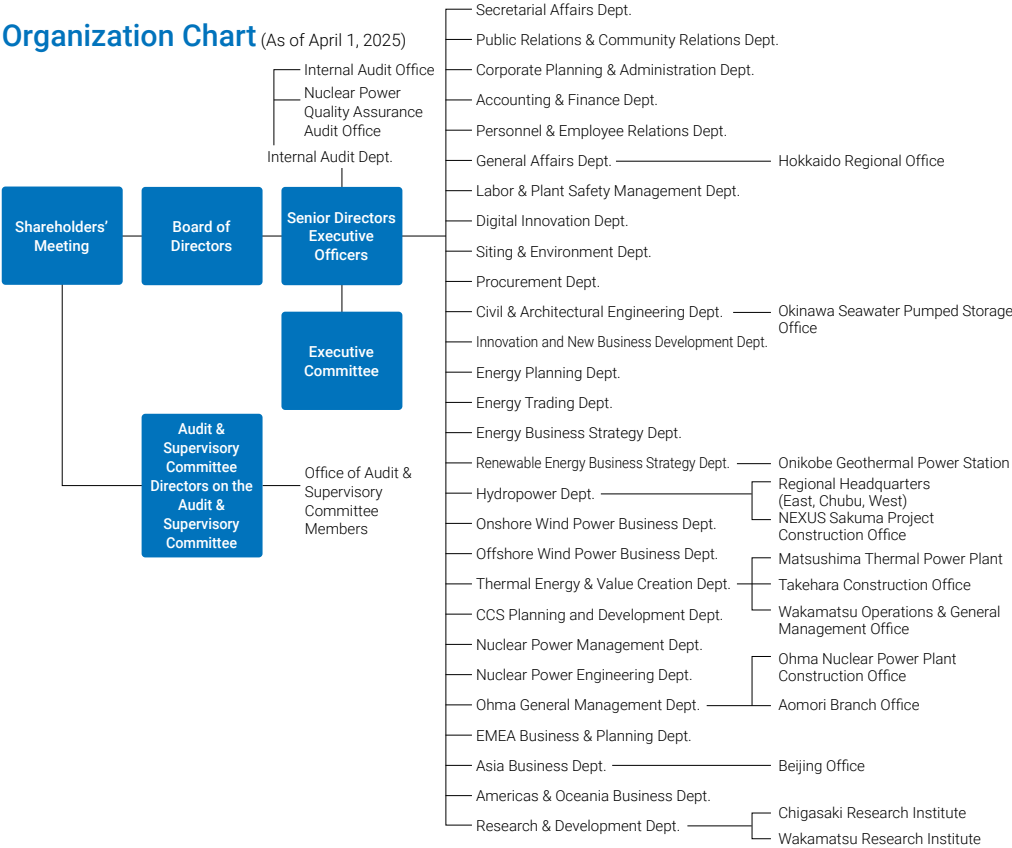 Organization Chart (As of April 1, 2025)
Internal Audit Office
Nuclear Power
Quality Assurance
Audit Office
Internal Audit Dept.
Shareholders'
Meeting
Board of
Directors
Senior Directors
Executive
Officers
Executive
Committee
Audit &
Supervisory
Committee
Directors on the
Audit &
Supervisory
Committee
Office of Audit &
Supervisory
Committee
Members
Secretarial Affairs Dept.
Public Relations & Community Relations Dept.
Corporate Planning & Administration Dept.
Accounting & Finance Dept.
Personnel & Employee Relations Dept.
General Affairs Dept.
Hokkaido Regional Office
Labor & Plant Safety Management Dept.
Digital Innovation Dept.
Siting & Environment Dept.
Procurement Dept.
Civil & Architectural Engineering Dept.
Okinawa Seawater Pumped Storage
Office
Innovation and New Business Development Dept.
Energy Planning Dept.
Energy Trading Dept.
Energy Business Strategy Dept.
Renewable Energy Business Strategy Dept.
Onikobe Geothermal Power Station
Hydropower Dept.
Regional Headquarters
(East, Chubu, West)
NEXUS Sakuma Project
Construction Office
Onshore Wind Power Business Dept.
Offshore Wind Power Business Dept.
Thermal Energy & Value Creation Dept.
Matsushima Thermal Power Plant
Takehara Construction Office
Wakamatsu Operations & General
Management Office
CCS Planning and Development Dept.
Nuclear Power Management Dept.
Nuclear Power Engineering Dept.
Ohma General Management Dept.
Ohma Nuclear Power Plant
Construction Office
Aomori Branch Office
EMEA Business & Planning Dept.
Asia Business Dept.
Beijing Office
Americas & Oceania Business Dept.
Research & Development Dept.
Chigasaki Research Institute
Wakamatsu Research Institute